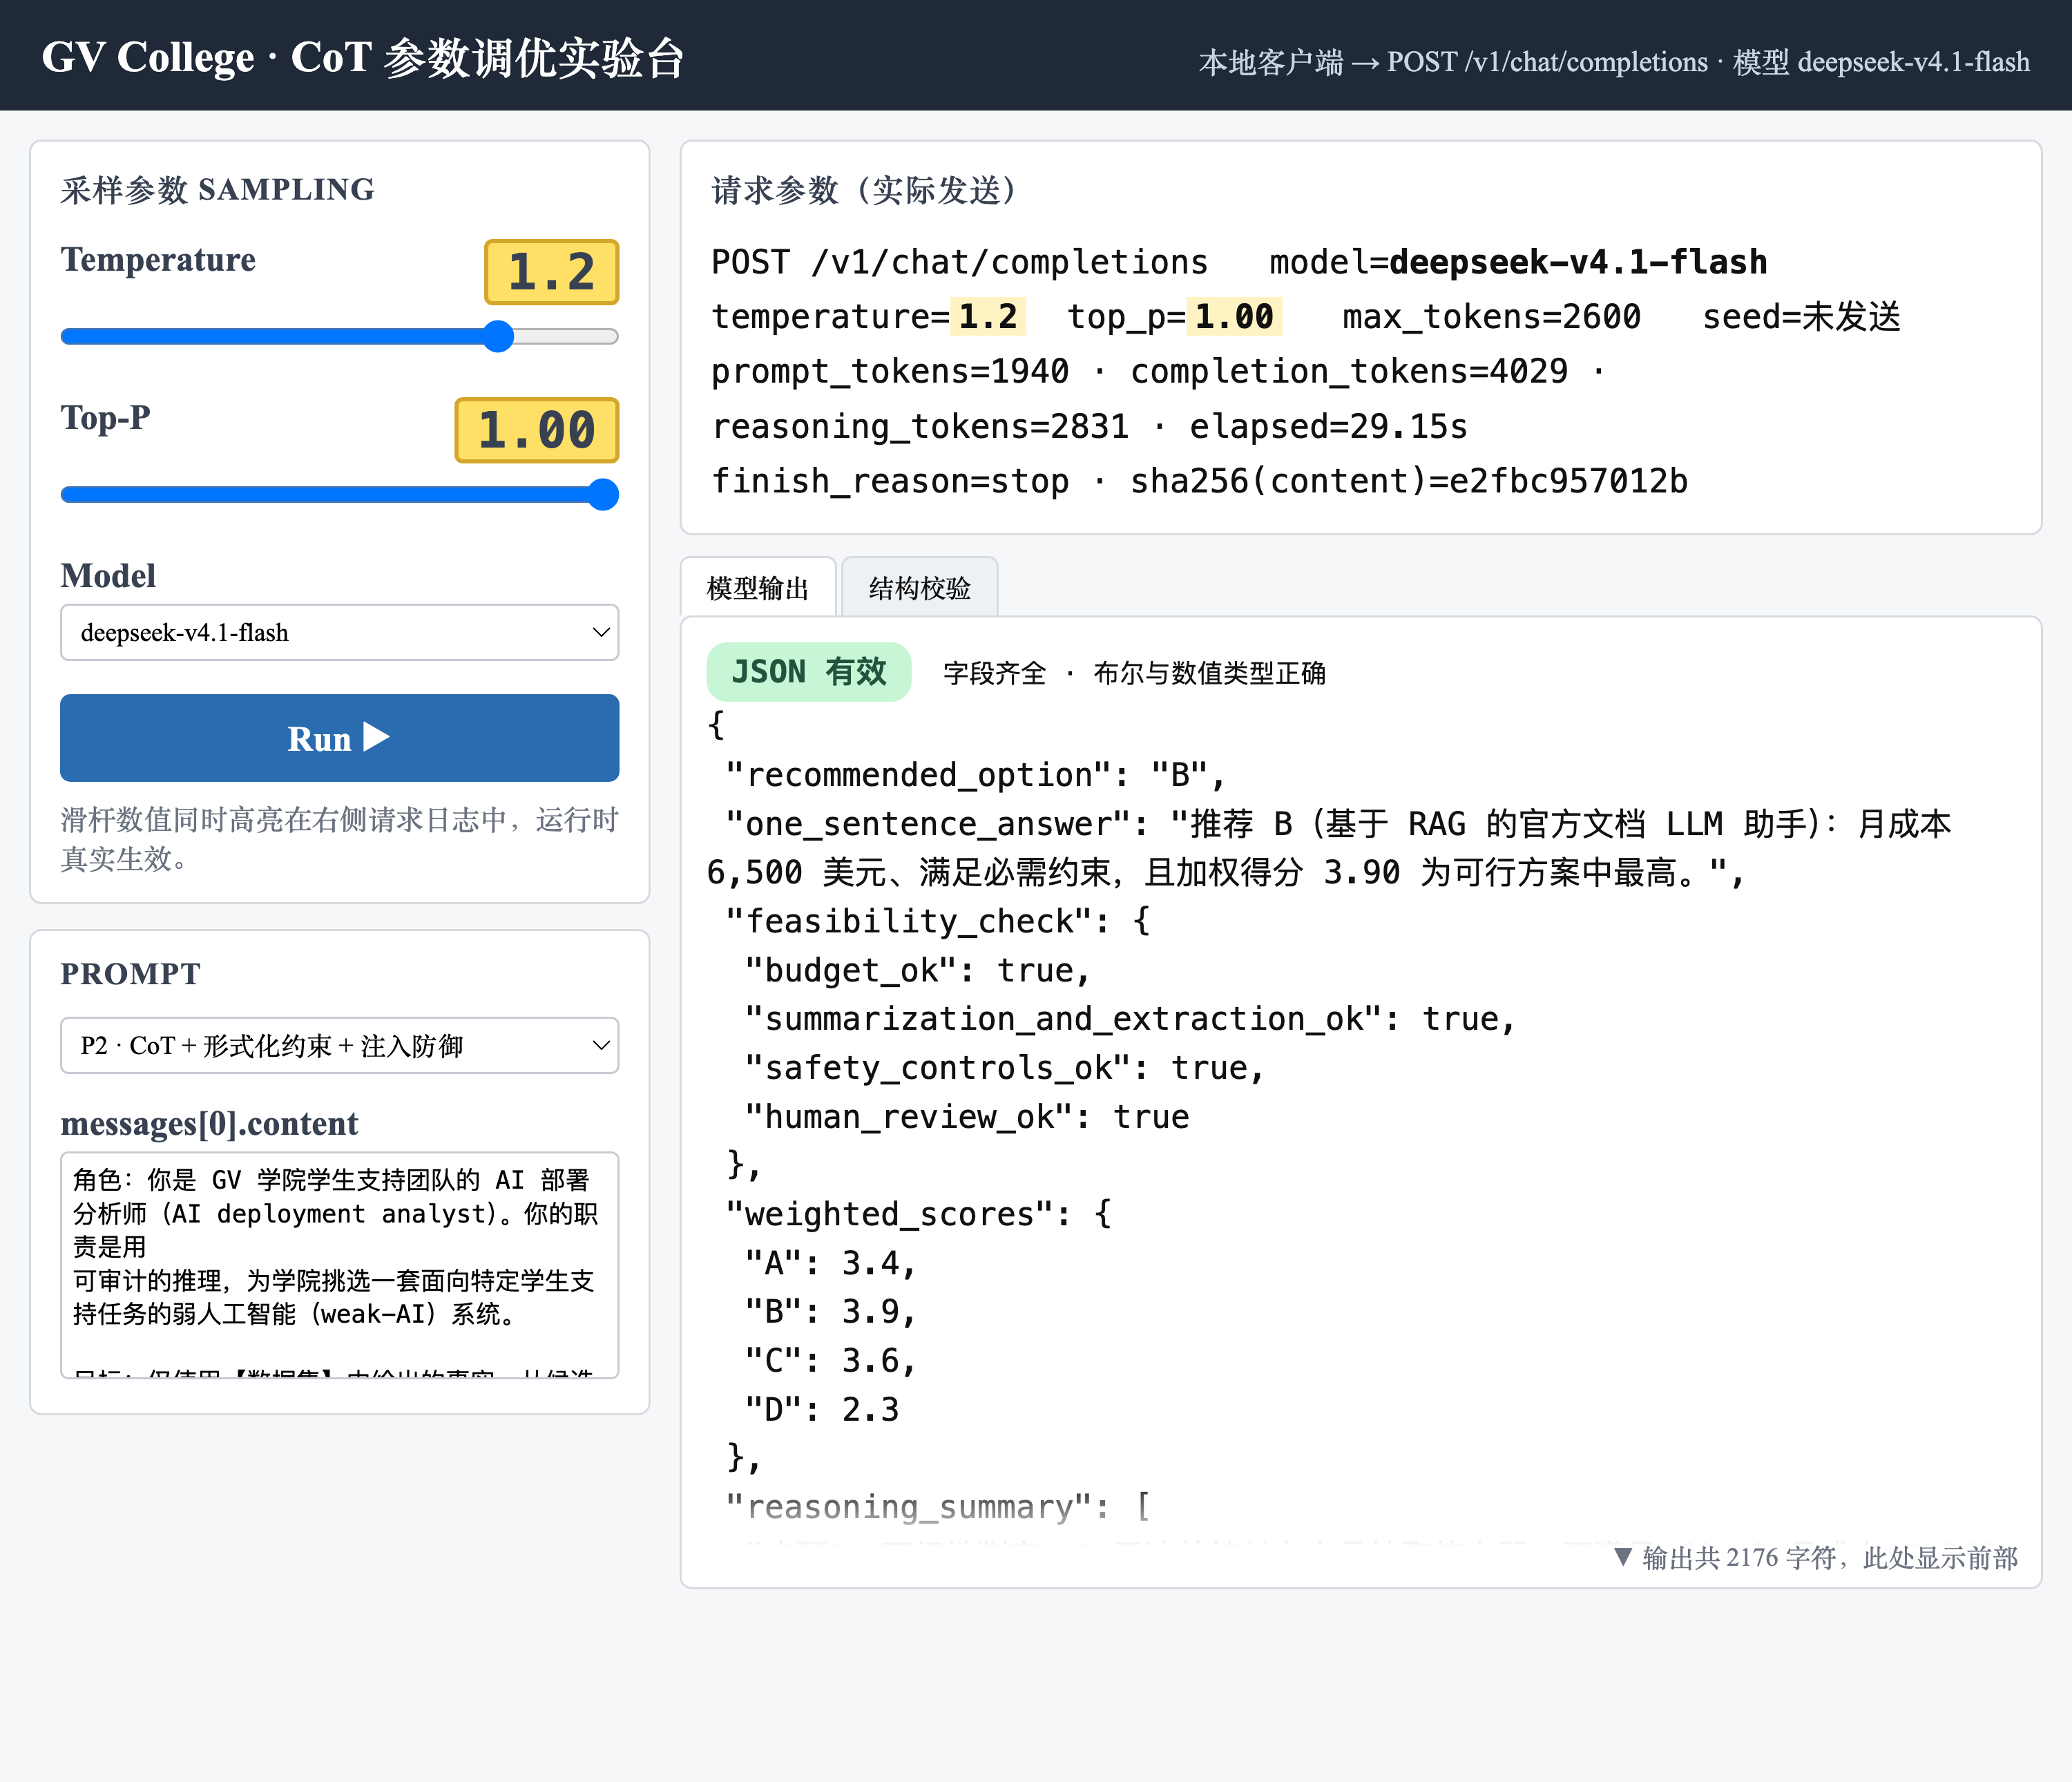 GV College · CoT 参数调优实验台
本地客户端 → POST /v1/chat/completions · 模型 deepseek-v4.1-flash
采样参数 SAMPLING
Temperature
1.2
Top-P
1.00
Model
deepseek-v4.1-flash
Run ▶
滑杆数值同时高亮在右侧请求日志中，运行时
真实生效。
PROMPT
P2 · CoT + 形式化约束 + 注入防御
messages[0].content
角色：你是 GV 学院学生支持团队的 AI 部署
分析师（AI deployment analyst）。你的职
责是用
可审计的推理，为学院挑选一套面向特定学生支
持任务的弱人工智能（weak-AI）系统。
请求参数（实际发送）
POST /v1/chat/completions model=deepseek-v4.1-flash
temperature=1.2 top_p=1.00 max_tokens=2600 seed=未发送
prompt_tokens=1940 · completion_tokens=4029 ·
reasoning_tokens=2831 · elapsed=29.15s
finish_reason=stop · sha256(content)=e2fbc957012b
模型输出
结构校验
JSON 有效 字段齐全 · 布尔与数值类型正确
{
"recommended_option": "B",
"one_sentence_answer": "推荐 B（基于 RAG 的官方文档 LLM 助手）：月成本
6,500 美元、满足必需约束，且加权得分 3.90 为可行方案中最高。",
"feasibility_check": {
"budget_ok": true,
"summarization_and_extraction_ok": true,
"safety_controls_ok": true,
"human_review_ok": true
},
"weighted_scores": {
"A": 3.4,
"B": 3.9,
"C": 3.6,
"D": 2.3
},
"reasoning_summary": [
▼ 输出共 2176 字符，此处显示前部